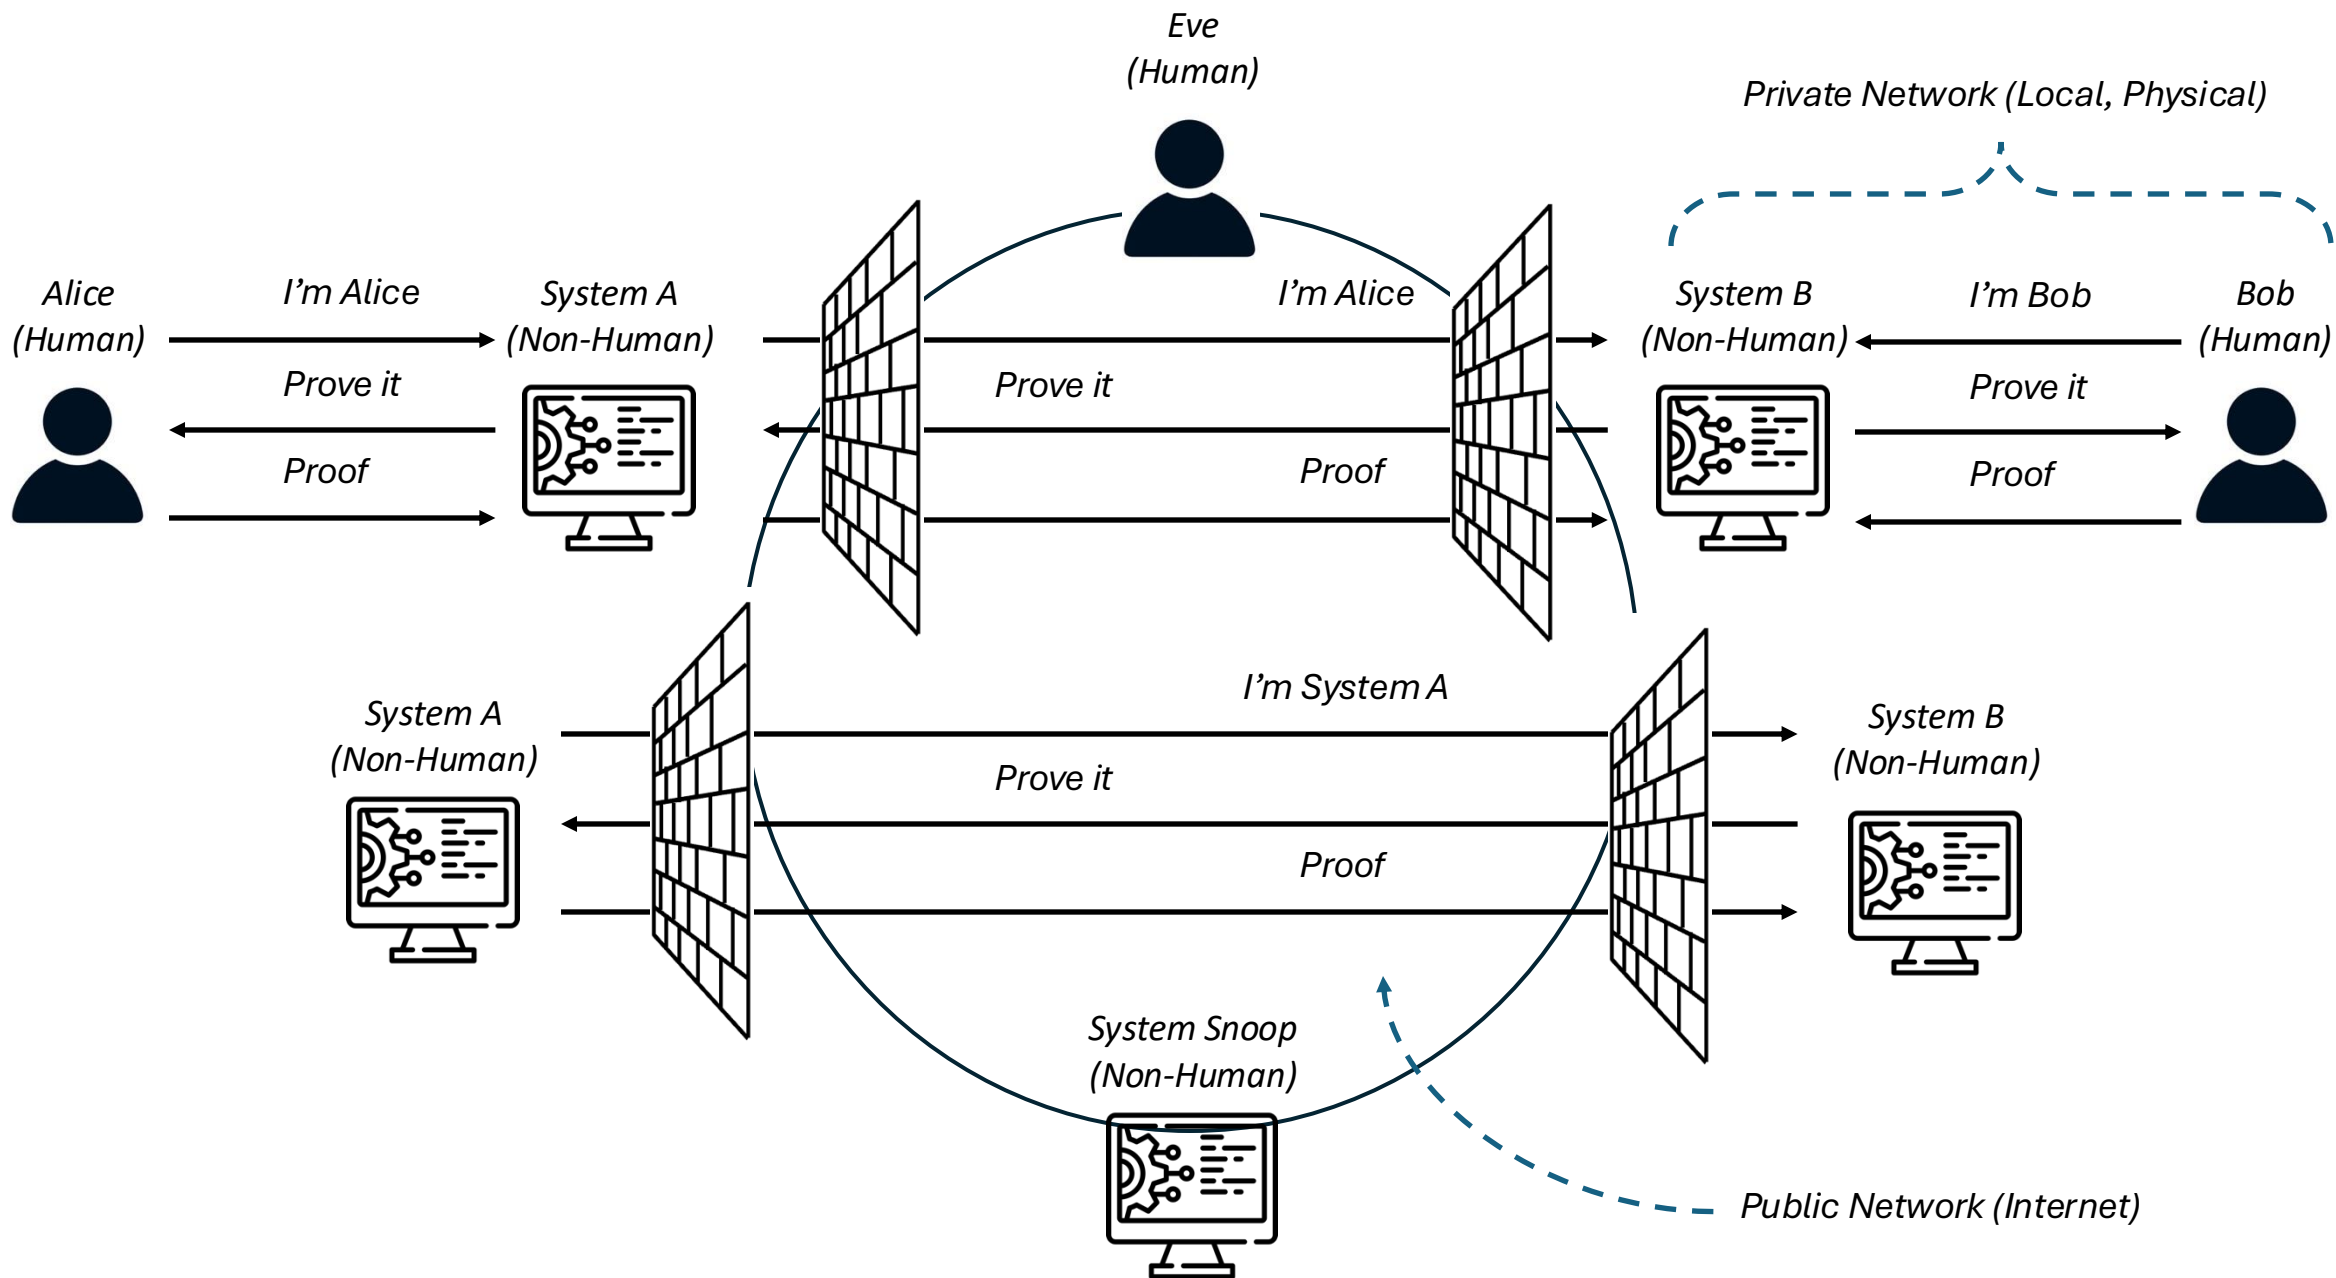 Eve
(Human)
Private Network (Local, Physical)
Alice
(Human)
I’m Alice
Prove it
Proof
System A
(Non-Human)
I’m Alice
Prove it
Proof
System B
(Non-Human)
I’m Bob
Prove it
Proof
Bob
(Human)
System A
(Non-Human)
I’m System A
Prove it
Proof
System B
(Non-Human)
System Snoop
(Non-Human)
Public Network (Internet)